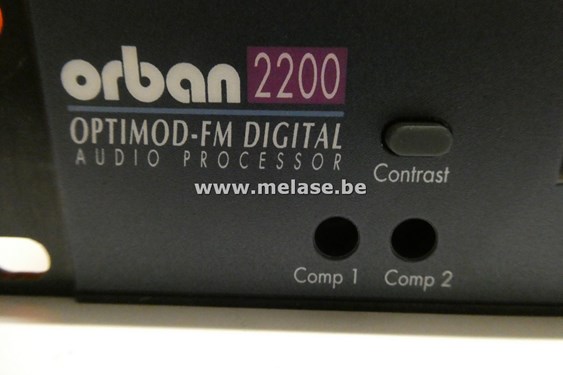 orban 2200
OPTIMOD-FM DIGITAL
AUDIO PROCESSOR
Contrast
www.melase.be
Comp 1 Comp 2